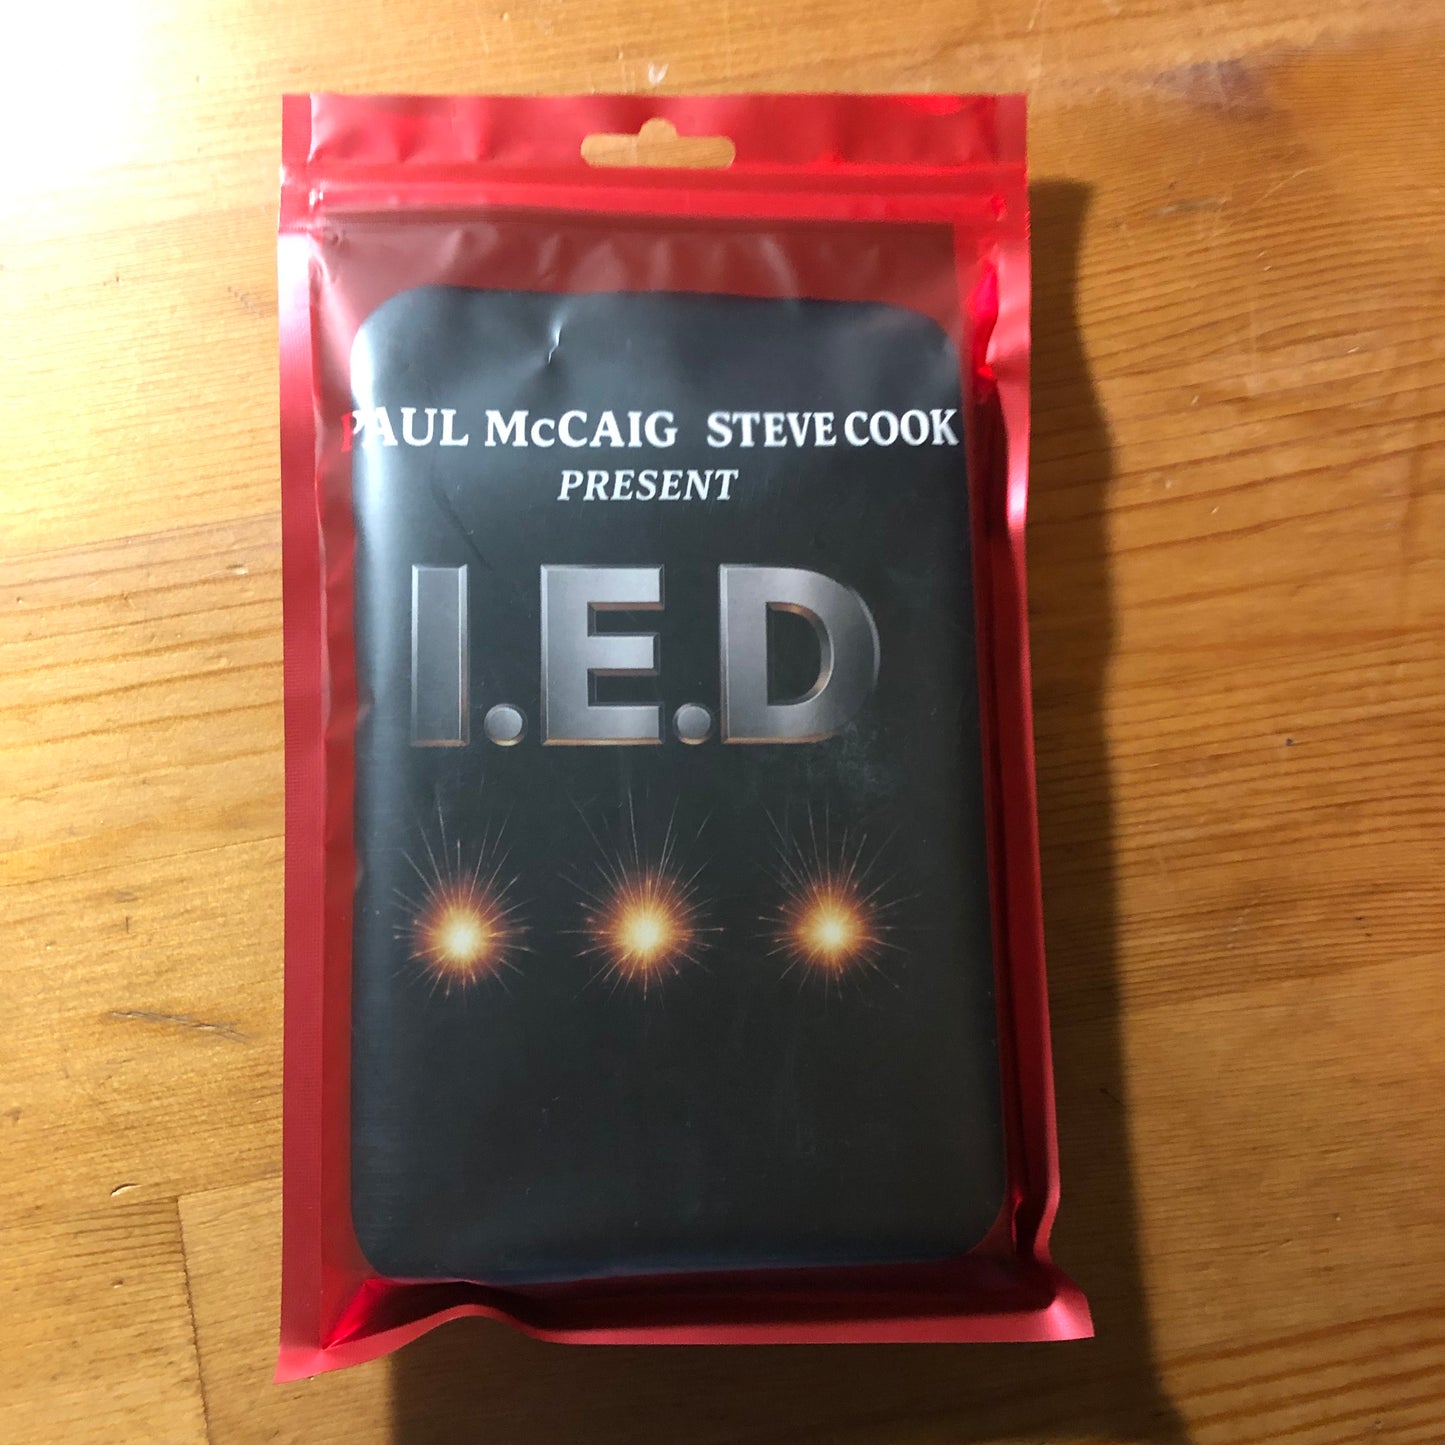 PAUL McCAIG STEVE COOK
PRESENT
I.E.D